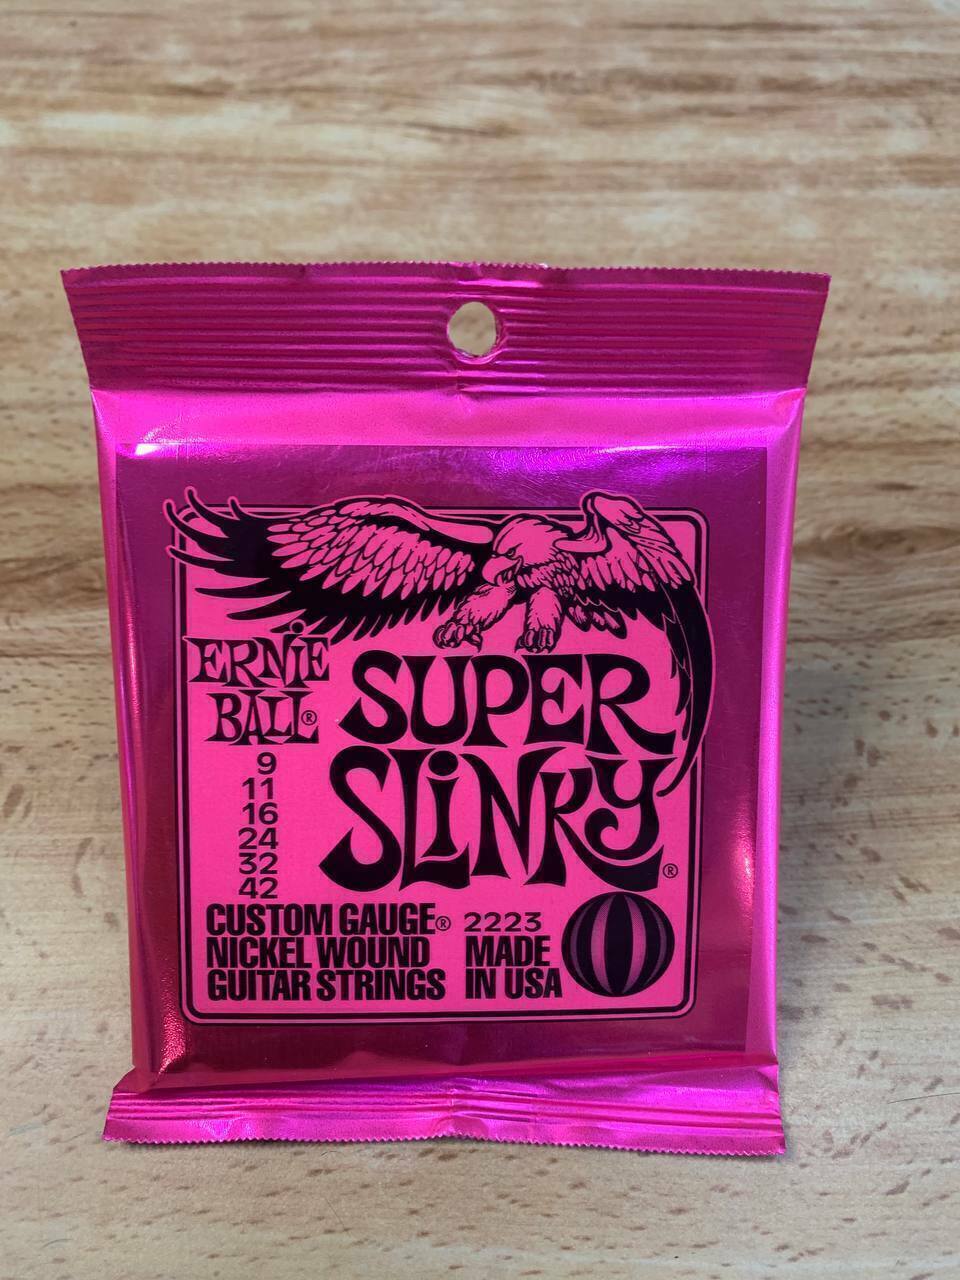 ERNiE
BALL®
SUPER
SLiNKY®
9
11
16
24
32
42
CUSTOM GAUGE®
NICKEL WOUND
GUITAR STRINGS
2223
MADE
IN USA